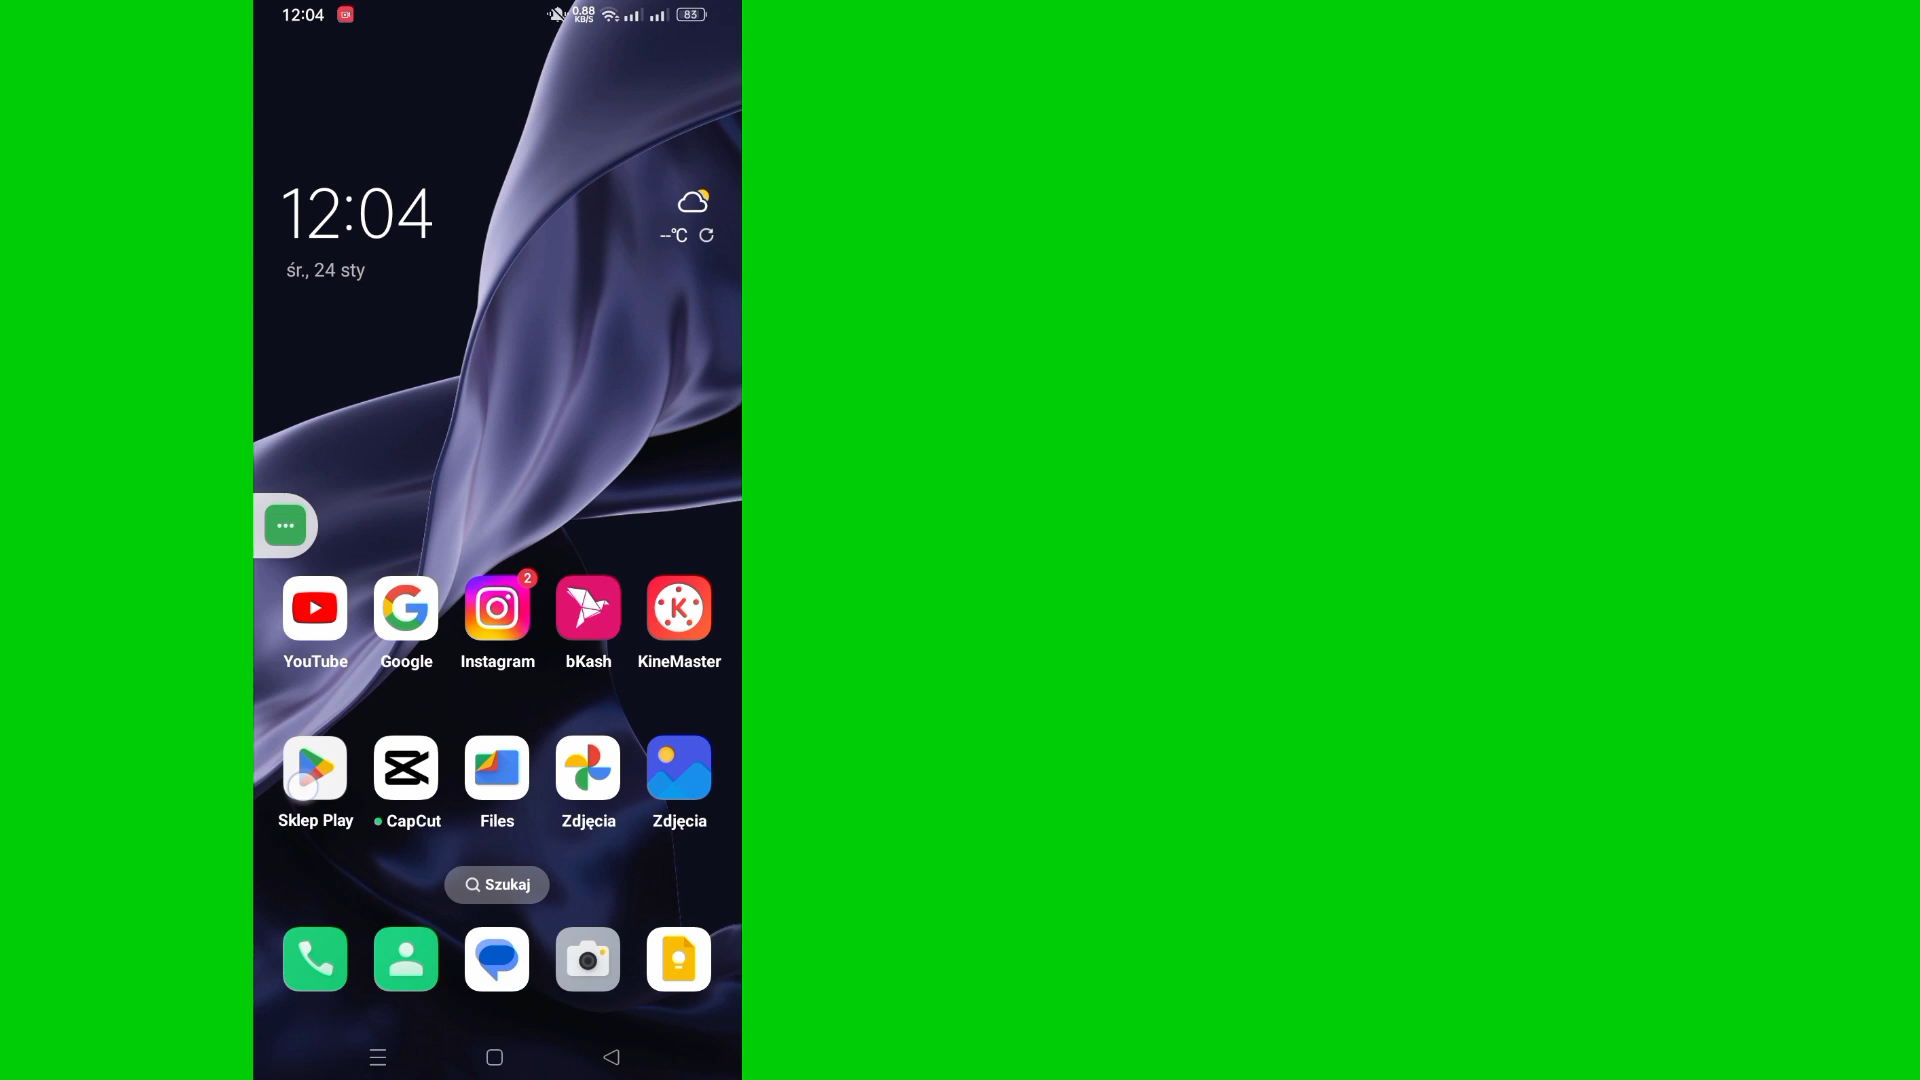 12:04
0.88
KB/S
83
12:04
śr., 24 sty
--°C
2
K
YouTube
Google
Instagram
bKash
KineMaster
Sklep Play
CapCut
Files
Zdjęcia
Zdjęcia
Szukaj